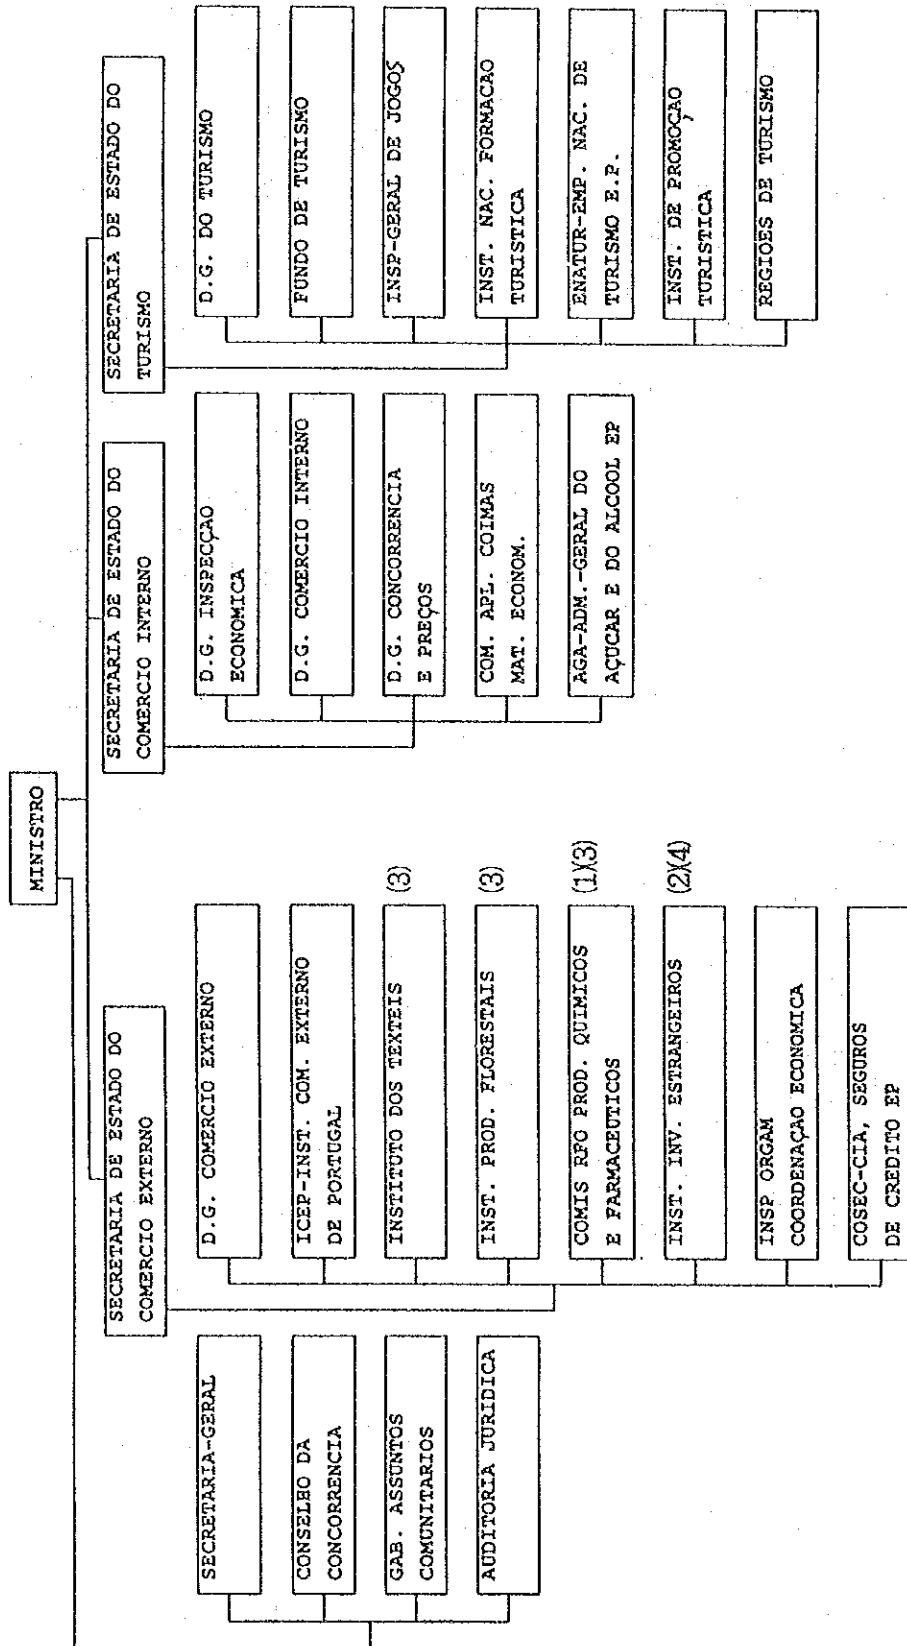 MINISTRO
SECRETARIA DE ESTADO DO
COMERCIO EXTERNO
SECRETARIA DE ESTADO DO
COMERCIO INTERNO
SECRETARIA DE ESTADO DO
TURISMO
SECRETARIA-GERAL
CONSELHO DA
CONCORRENCIA
GAB. ASSUNTOS
COMUNITARIOS
AUDITORIA JURIDICA
D.G. COMERCIO EXTERNO
ICEP-INST. COM. EXTERNO
DE PORTUGAL
INSTITUTO DOS TEXTEIS
(3)
INST. PROD. FLORESTAIS
(3)
COMIS RPO PROD. QUIMICOS
E FARMACEUTICOS
(1)(3)
INST. INV. ESTRANGEIROS
(2)(4)
INSP ORGAM
COORDENAÇAO ECONOMICA
COSEC-CIA, SEGUROS
DE CREDITO EP
D.G. INSPECÇAO
ECONOMICA
D.G. COMERCIO INTERNO
D.G. CONCORRENCIA
E PREÇOS
COM. APL. COIMAS
MAT. ECONOM.
AGA-ADM.-GERAL DO
AÇUCAR E DO ALCOOL EP
D.G. DO TURISMO
FUNDO DE TURISMO
INSP-GERAL DE JOGOS
INST. NAC. FORMACAO
TURISTICA
ENATUR-EMP. NAC. DE
TURISMO E.P.
INST. DE PROMOÇAO
TURISTICA
REGIOES DE TURISMO